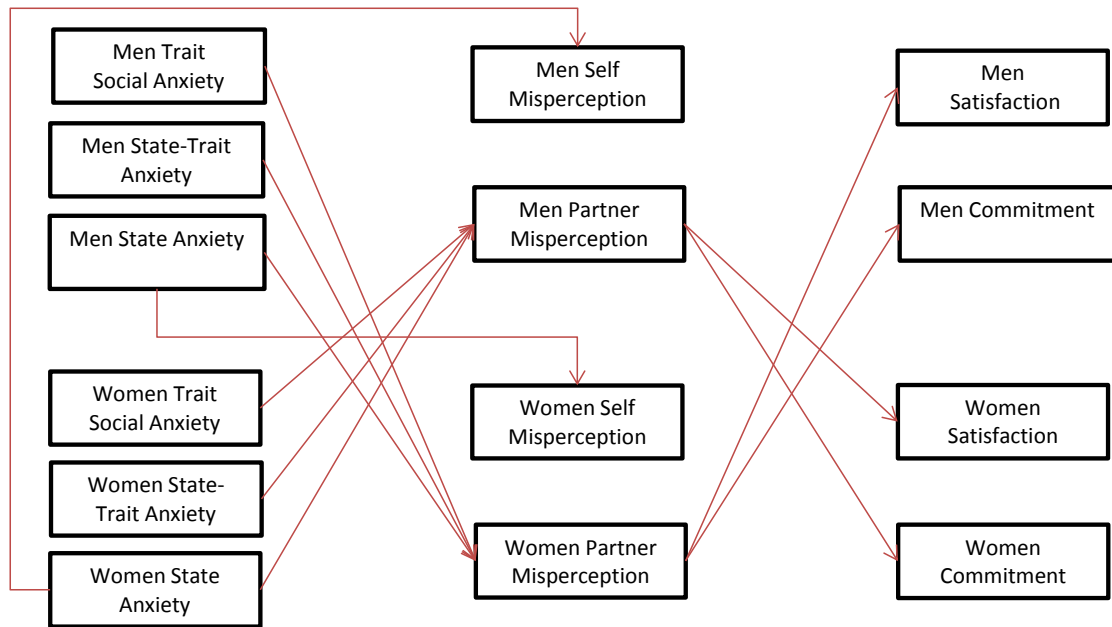 Men Trait
Social Anxiety
Men State-Trait
Anxiety
Men State Anxiety
Women Trait
Social Anxiety
Women State-
Trait Anxiety
Women State
Anxiety
Men Self
Misperception
Men Partner
Misperception
Women Self
Misperception
Women Partner
Misperception
Men
Satisfaction
Men Commitment
Women
Satisfaction
Women
Commitment